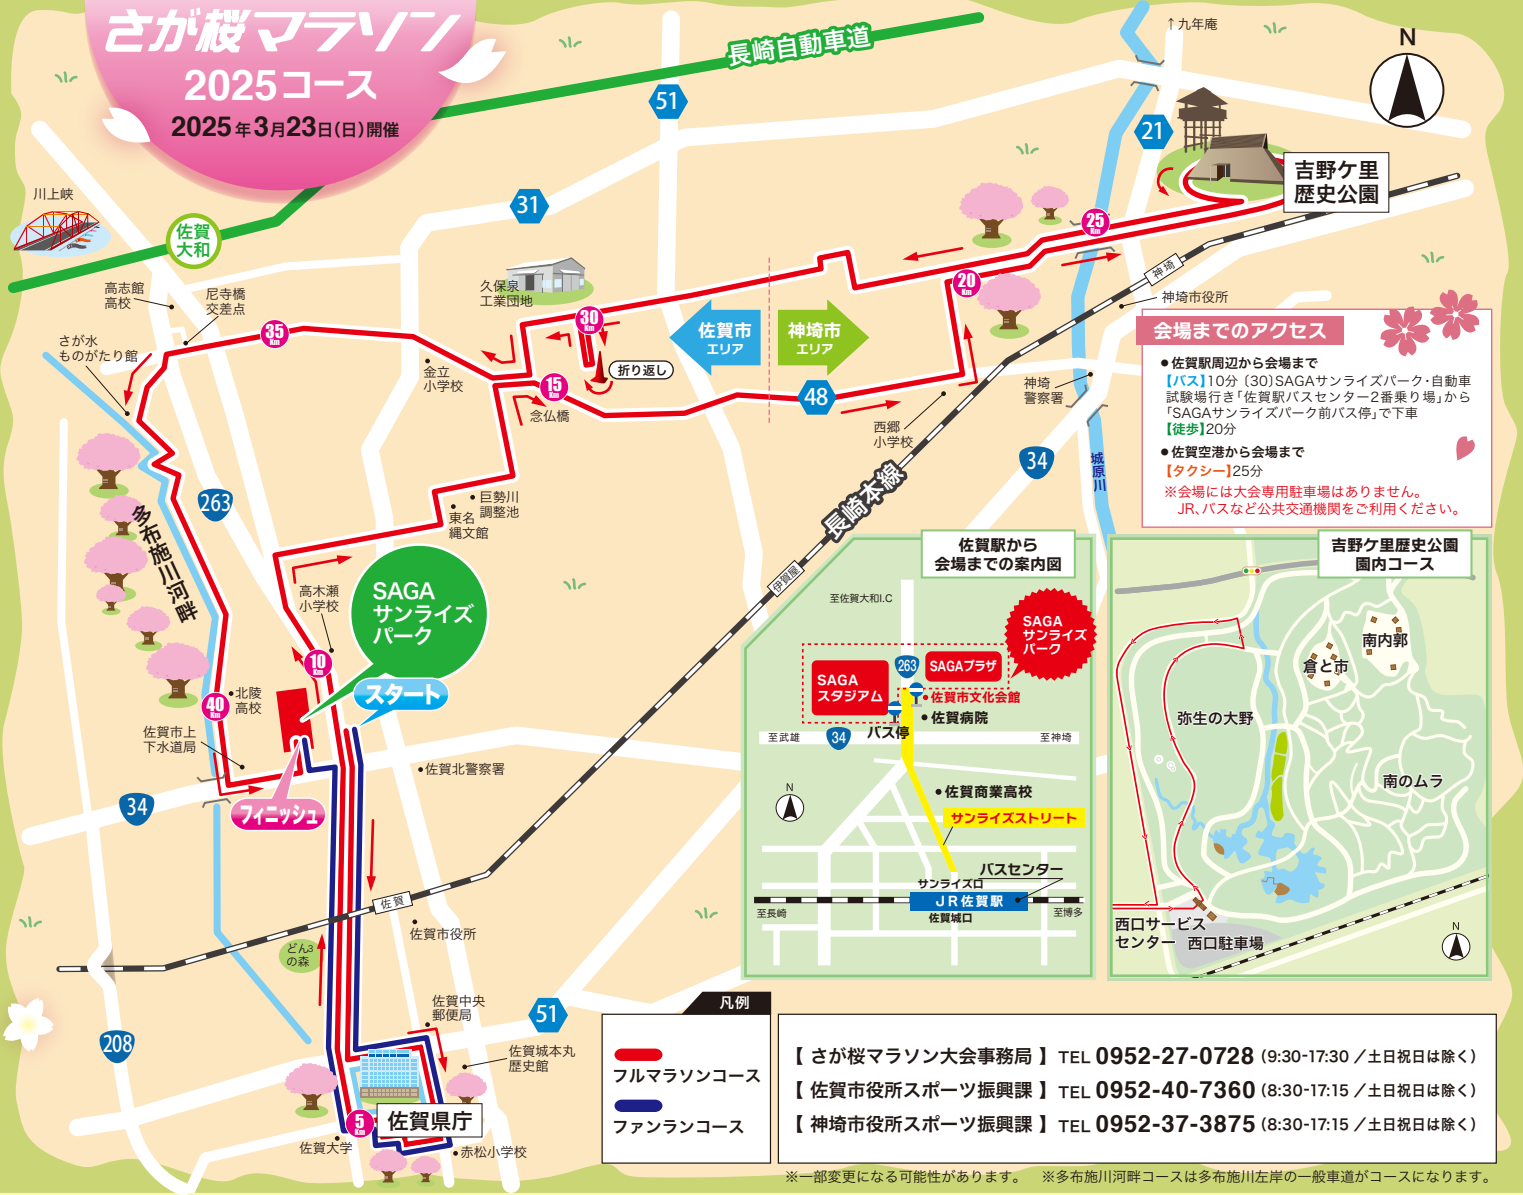 さが桜マラソン
2025コース
2025年3月23日(日)開催
長崎自動車道
↑九年庵
N
51
21
31
川上峡
佐賀
大和
吉野ケ里
歴史公園
25
Km
高志館
高校
尼寺橋
交差点
久保泉
工業団地
20
Km
神埼
神埼市役所
さが水
ものがたり館
35
Km
30
Km
佐賀市
エリア
神埼市
エリア
金立
小学校
折り返し
15
Km
念仏橋
48
西郷
小学校
神埼
警察署
34
城原川
会場までのアクセス
●佐賀駅周辺から会場まで
【バス】10分〔30〕SAGAサンライズパーク・自動車
試験場行き「佐賀駅バスセンター2番乗り場」から
「SAGAサンライズパーク前バス停」で下車
【徒歩】20分
●佐賀空港から会場まで
【タクシー】25分
※会場には大会専用駐車場はありません。
JR、バスなど公共交通機関をご利用ください。
263
多布施川河畔
巨勢川
調整池
東名
縄文館
長崎本線
伊賀屋
高木瀬
小学校
SAGA
サンライズ
パーク
10
Km
スタート
北陵
高校
40
Km
佐賀市上
下水道局
フィニッシュ
34
佐賀北警察署
佐賀
佐賀市役所
どん3
の森
208
51
佐賀中央
郵便局
佐賀城本丸
歴史館
5
Km
佐賀県庁
佐賀大学
赤松小学校
佐賀駅から
会場までの案内図
至佐賀大和I.C
SAGA
サンライズ
パーク
263
SAGAプラザ
SAGA
スタジアム
佐賀市文化会館
佐賀病院
バス停
至武雄
34
至神埼
N
佐賀商業高校
サンライズストリート
バスセンター
サンライズ口
JR佐賀駅
至長崎
佐賀城口
至博多
吉野ケ里歴史公園
園内コース
南内郭
倉と市
弥生の大野
南のムラ
西口サービス
センター
西口駐車場
N
凡例
フルマラソンコース
ファンランコース
【 さが桜マラソン大会事務局 】 TEL 0952-27-0728 (9:30-17:30 /土日祝日は除く)
【 佐賀市役所スポーツ振興課 】 TEL 0952-40-7360 (8:30-17:15 /土日祝日は除く)
【 神埼市役所スポーツ振興課 】 TEL 0952-37-3875 (8:30-17:15 /土日祝日は除く)
※一部変更になる可能性があります。 ※多布施川河畔コースは多布施川左岸の一般車道がコースになります。